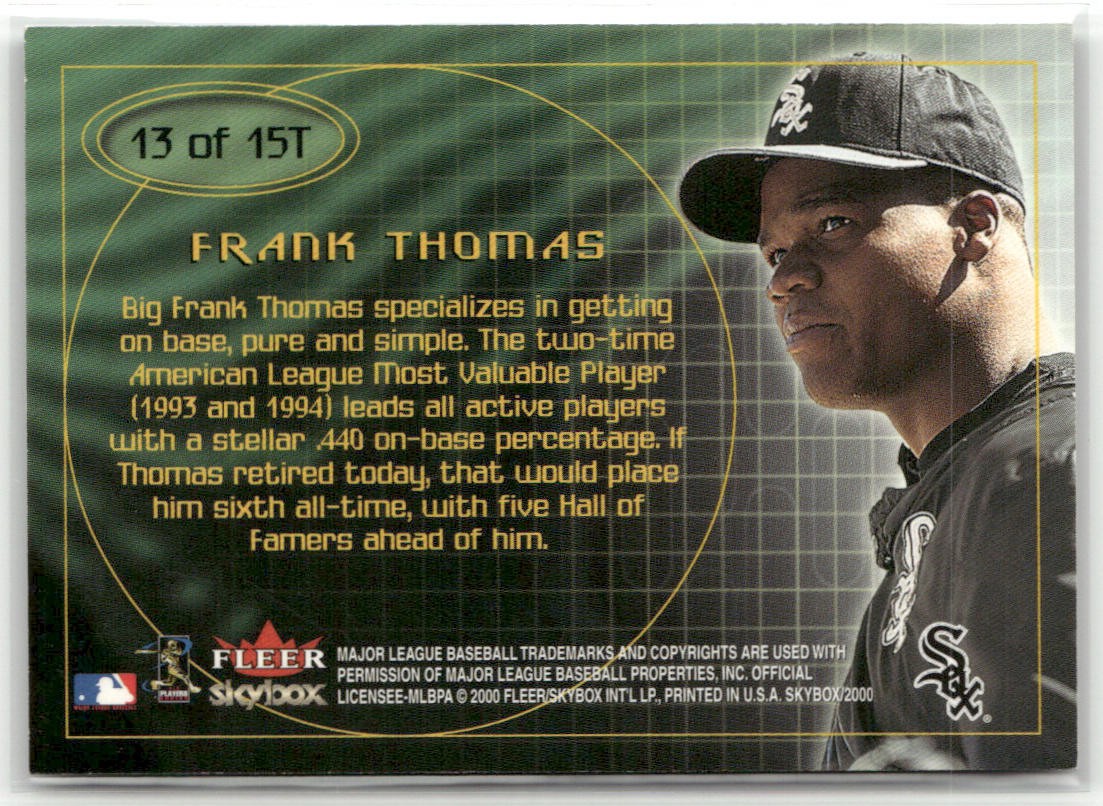 13 of 15T
Sox
FRANK THOMAS
Big Frank Thomas specializes in getting
on base, pure and simple. The two-time
American League Most Valuable Player
(1993 and 1994) leads all active players
with a stellar .440 on-base percentage. If
Thomas retired today, that would place
him sixth all-time, with five Hall of
Famers ahead of him.
Sox
PLAYERS
FLEER
skybox
MAJOR LEAGUE BASEBALL TRADEMARKS AND COPYRIGHTS ARE USED WITH
PERMISSION OF MAJOR LEAGUE BASEBALL PROPERTIES, INC. OFFICIAL
LICENSEE-MLBPA © 2000 FLEER/SKYBOX INT'L LP., PRINTED IN U.S.A. SKYBOX/2000
Sox®